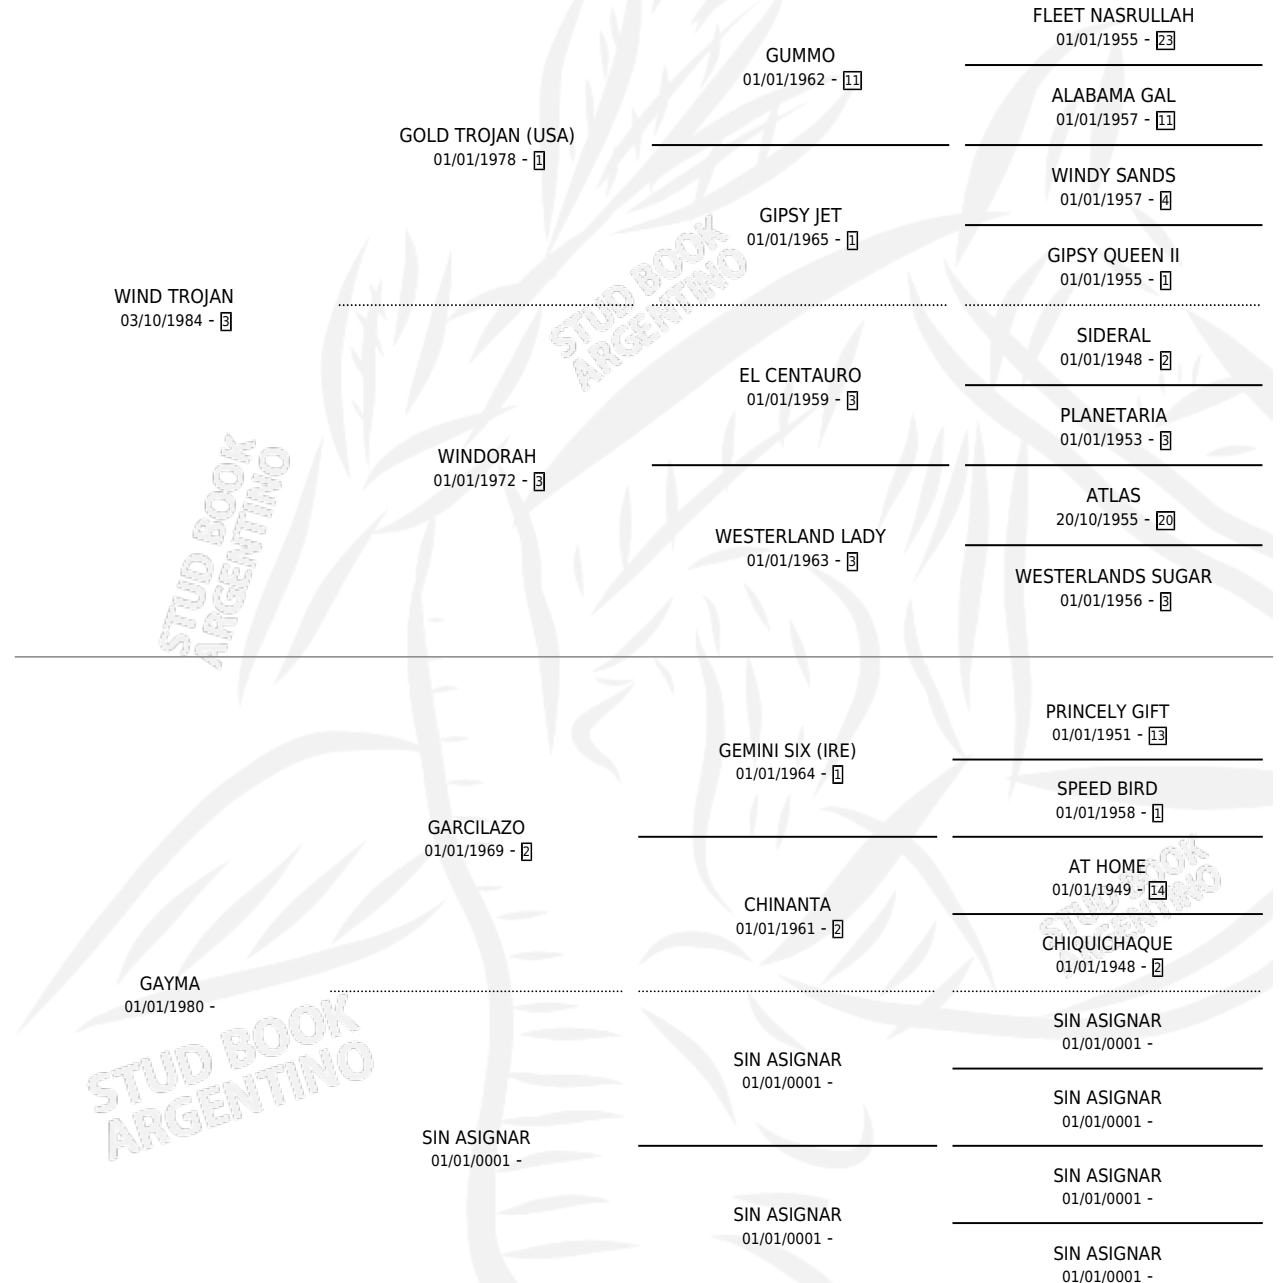 FLEET NASRULLAH
01/01/1955 - 23
GUMMO
01/01/1962 - 11
ALABAMA GAL
01/01/1957 - 11
GOLD TROJAN (USA)
01/01/1978 - 1
WINDY SANDS
01/01/1957 - 4
GIPSY JET
01/01/1965 - 1
GIPSY QUEEN II
01/01/1955 - 1
WIND TROJAN
03/10/1984 - 3
SIDERAL
01/01/1948 - 2
EL CENTAURO
01/01/1959 - 3
PLANETARIA
01/01/1953 - 3
WINDORAH
01/01/1972 - 3
ATLAS
20/10/1955 - 20
WESTERLAND LADY
01/01/1963 - 3
WESTERLANDS SUGAR
01/01/1956 - 3
PRINCELY GIFT
01/01/1951 - 13
GEMINI SIX (IRE)
01/01/1964 - 1
SPEED BIRD
01/01/1958 - 1
GARCILAZO
01/01/1969 - 2
AT HOME
01/01/1949 - 14
CHINANTA
01/01/1961 - 2
CHIQUICHAQUE
01/01/1948 - 2
GAYMA
01/01/1980 -
SIN ASIGNAR
01/01/0001 -
SIN ASIGNAR
01/01/0001 -
SIN ASIGNAR
01/01/0001 -
SIN ASIGNAR
01/01/0001 -
SIN ASIGNAR
01/01/0001 -
SIN ASIGNAR
01/01/0001 -
SIN ASIGNAR
01/01/0001 -
STUD BOOK
ARGENTINO
STUD BOOK
ARGENTINO
STUD BOOK
ARGENTINO
STUD BOOK
ARGENTINO